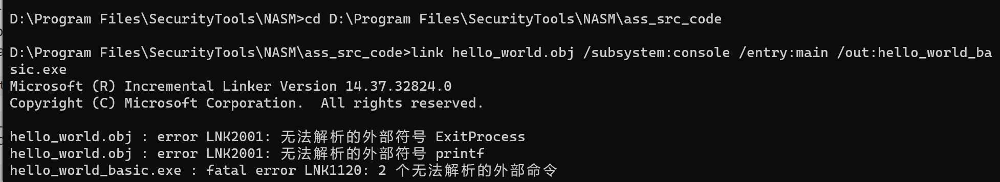 D:\Program Files\SecurityTools\NASM>cd D:\Program Files\SecurityTools\NASM\ass_src_code
D:\Program Files\SecurityTools\NASM\ass_src_code>link hello_world.obj /subsystem:console /entry:main /out:hello_world_ba
sic.exe
Microsoft (R) Incremental Linker Version 14.37.32824.0
Copyright (C) Microsoft Corporation.  All rights reserved.
hello_world.obj : error LNK2001: 无法解析的外部符号 ExitProcess
hello_world.obj : error LNK2001: 无法解析的外部符号 printf
hello_world_basic.exe : fatal error LNK1120: 2 个无法解析的外部命令